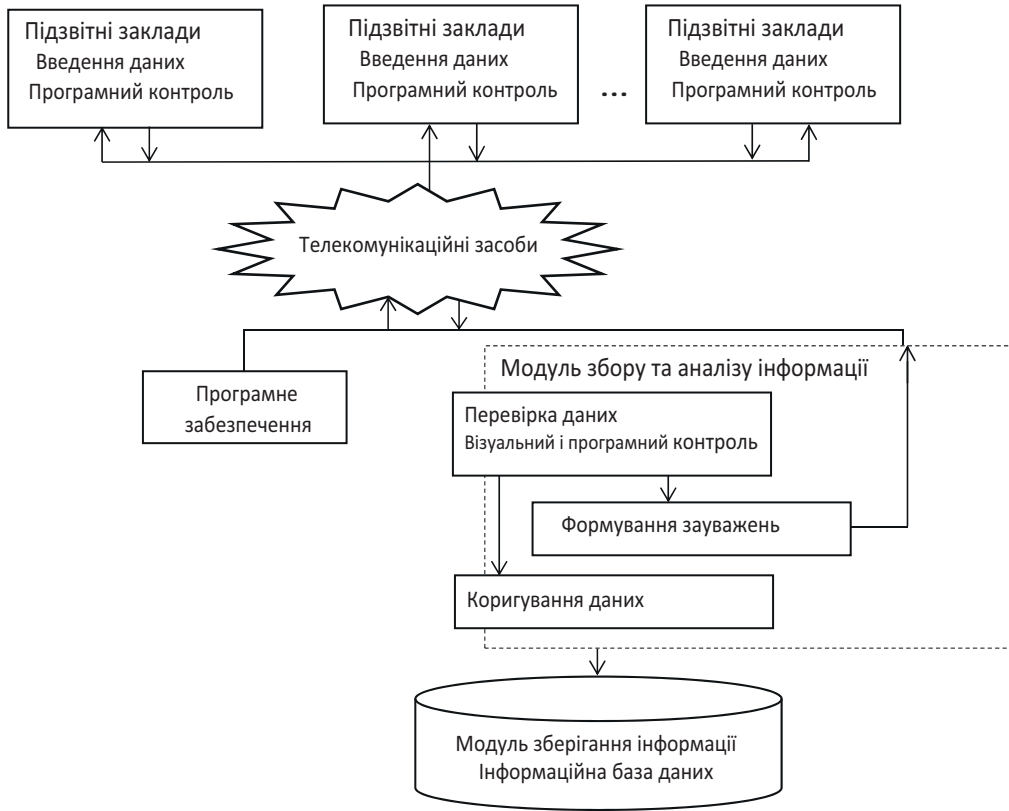 Підзвітні заклади
Введення даних
Програмний контроль
Підзвітні заклади
Введення даних
Програмний контроль
...
Підзвітні заклади
Введення даних
Програмний контроль
Телекомунікаційні засоби
Програмне
забезпечення
Модуль збору та аналізу інформації
Перевірка даних
Візуальний і програмний контроль
Формування зауважень
Коригування даних
Модуль зберігання інформації
Інформаційна база даних